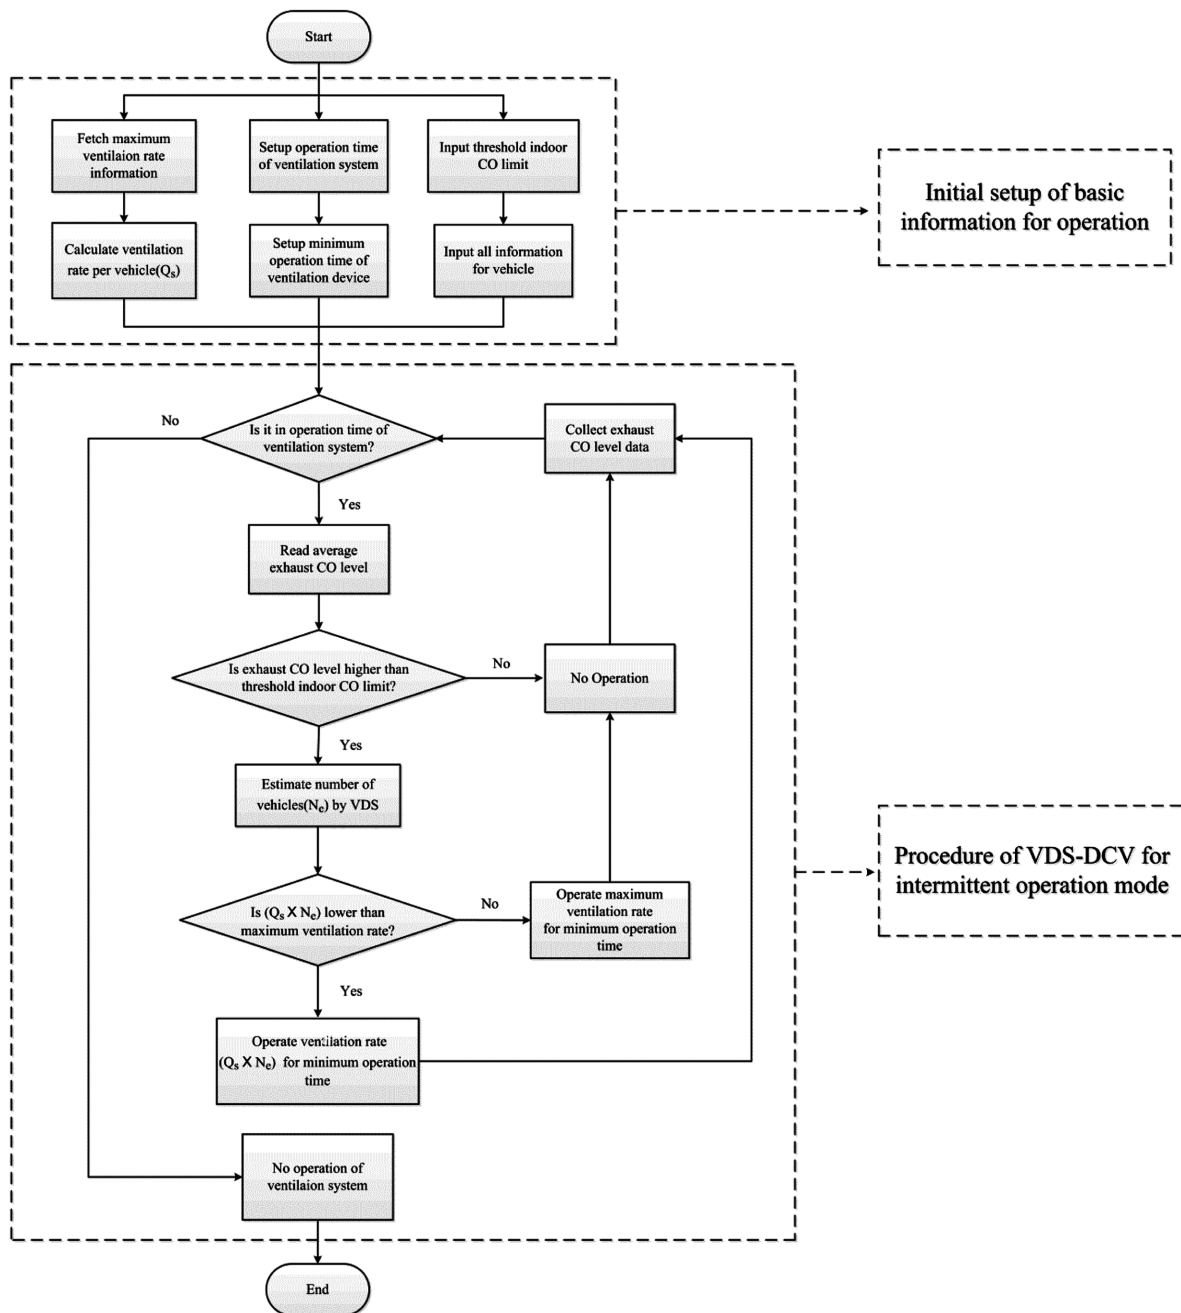 Start
Fetch maximum
ventilaion rate
information
Setup operation time
of ventilation system
Input threshold indoor
CO limit
Calculate ventilation
rate per vehicle(Qs)
Setup minimum
operation time of
ventilation device
Input all information
for vehicle
Initial setup of basic
information for operation
No
Is it in operation time of
ventilation system?
Collect exhaust
CO level data
Yes
Read average
exhaust CO level
Is exhaust CO level higher than
threshold indoor CO limit?
No
No Operation
Yes
Estimate number of
vehicles(Ne) by VDS
Procedure of VDS-DCV for
intermittent operation mode
Is (Qs X Ne) lower than
maximum ventilation rate?
No
Operate maximum
ventilation rate
for minimum operation
time
Yes
Operate ventilation rate
(Qs X Ne) for minimum operation
time
No operation of
ventilaion system
End